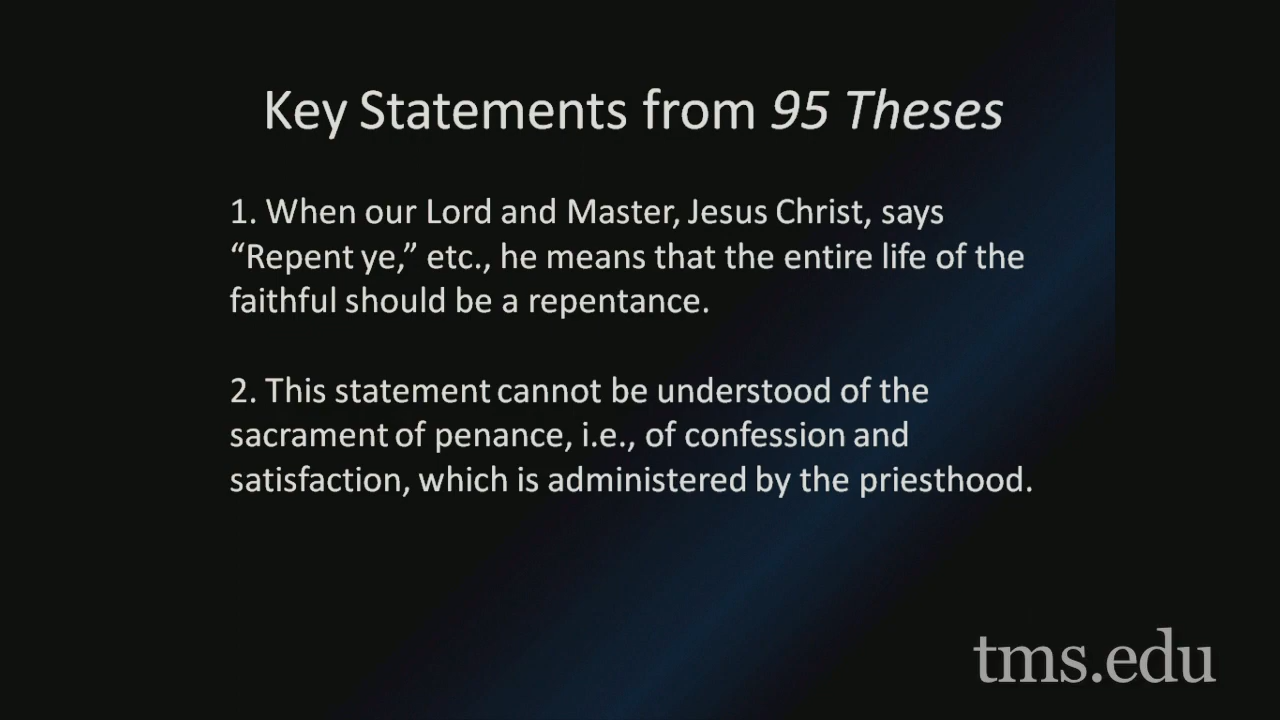 Key Statements from 95 Theses
1. When our Lord and Master, Jesus Christ, says
“Repent ye,” etc., he means that the entire life of the
faithful should be a repentance.
2. This statement cannot be understood of the
sacrament of penance, i.e., of confession and
satisfaction, which is administered by the priesthood.
tms.edu